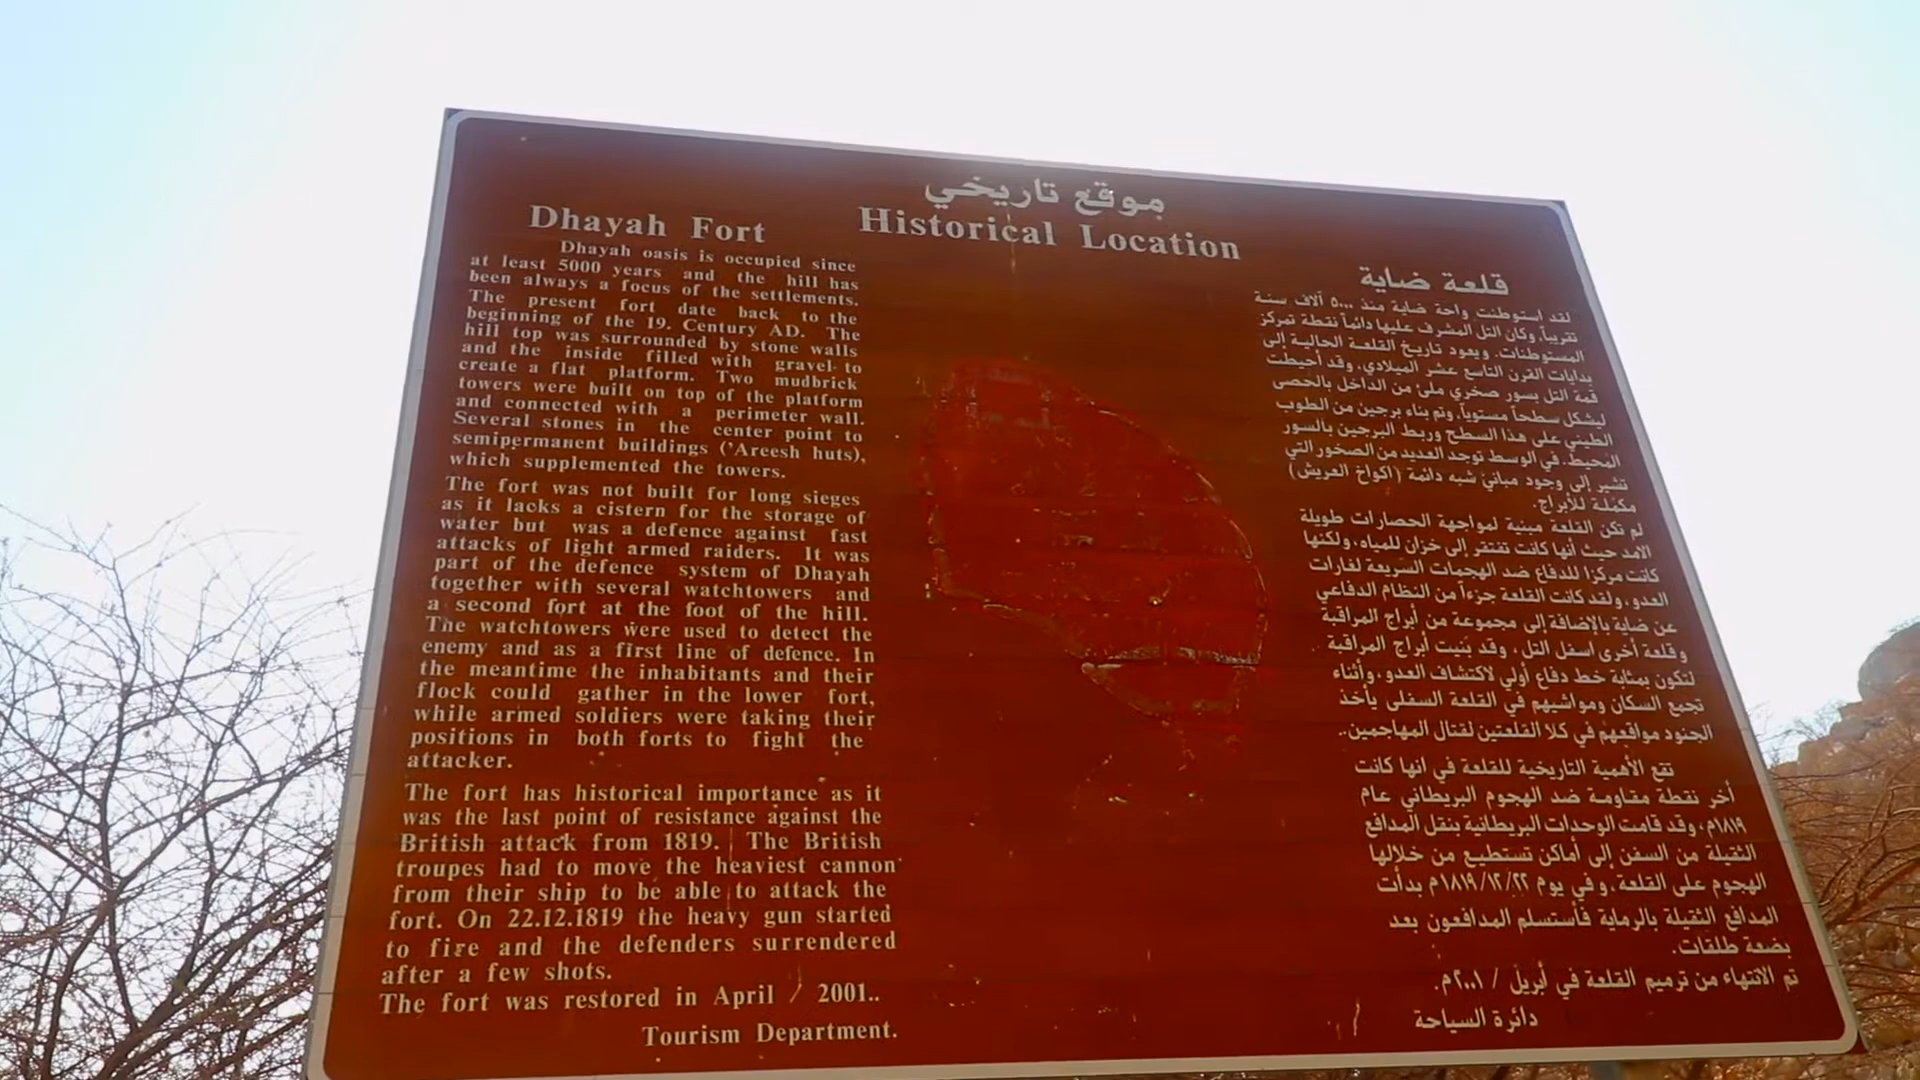 موقع تاريخي
Historical Location
Dhayah Fort
Dhayah oasis is occupied since
at least 5000 years and the hill has
been always a focus of the settlements.
The present fort date back to the
beginning of the 19. Century AD. The
hill top was surrounded by stone walls
and the inside filled with gravel to
create a flat platform. Two mudbrick
towers were built on top of the platform
and connected with a perimeter wall.
Several stones in the center point to
semipermanent buildings ('Areesh huts),
which supplemented the towers.
The fort was not built for long sieges
as it lacks a cistern for the storage of
water but was a defence against fast
attacks of light armed raiders. It was
part of the defence system of Dhayah
together with several watchtowers and
a second fort at the foot of the hill.
The watchtowers were used to detect the
enemy and as a first line of defence. In
the meantime the inhabitants and their
flock could gather in the lower fort,
while armed soldiers were taking their
positions in both forts to fight the
attacker.
The fort has historical importance as it
was the last point of resistance against the
British attack from 1819. The British
troupes had to move the heaviest cannon
from their ship to be able to attack the
fort. On 22.12.1819 the heavy gun started
to fire and the defenders surrendered
after a few shots.
The fort was restored in April / 2001..
Tourism Department.
قلعة ضاية
لقد استوطنت واحة ضاية منذ ٥٠٠٠ آلاف سنة
تقريباً، وكان التل المشرف عليها دائماً نقطة تمركز
المستوطنات. ويعود تاريخ القلعة الحالية إلى
بدايات القرن التاسع عشر الميلادي، وقد أحيطت
قمة التل بسور صخري ملئ من الداخل بالحصى
ليشكل سطحاً مستوياً، وتم بناء برجين من الطوب
الطيني على هذا السطح وربط البرجين بالسور
المحيط. في الوسط توجد العديد من الصخور التي
تشير إلى وجود مباني شبه دائمة (اكواخ العريش)
مكملة للأبراج.
لم تكن القلعة مبنية لمواجهة الحصارات طويلة
الامد حيث أنها كانت تفتقر إلى خزان للمياه، ولكنها
كانت مركزا للدفاع ضد الهجمات السريعة لغارات
العدو، ولقد كانت القلعة جزءاً من النظام الدفاعي
عن ضاية بالإضافة إلى مجموعة من أبراج المراقبة
وقلعة أخرى اسفل التل، وقد بنيت أبراج المراقبة
لتكون بمثابة خط دفاع أولي لاكتشاف العدو، وأثناء
تجمع السكان ومواشيهم في القلعة السفلى يأخذ
الجنود مواقعهم في كلا القلعتين لقتال المهاجمين..
تقع الأهمية التاريخية للقلعة في انها كانت
أخر نقطة مقاومة ضد الهجوم البريطاني عام
١٨١٩م، وقد قامت الوحدات البريطانية بنقل المدافع
الثقيلة من السفن إلى أماكن تستطيع من خلالها
الهجوم على القلعة، وفي يوم ١٨١٩/١٢/٢٢م بدأت
المدافع الثقيلة بالرماية فأستسلم المدافعون بعد
بضعة طلقات.
تم الانتهاء من ترميم القلعة في أبريل / ٢٠٠١م.
دائرة السياحة